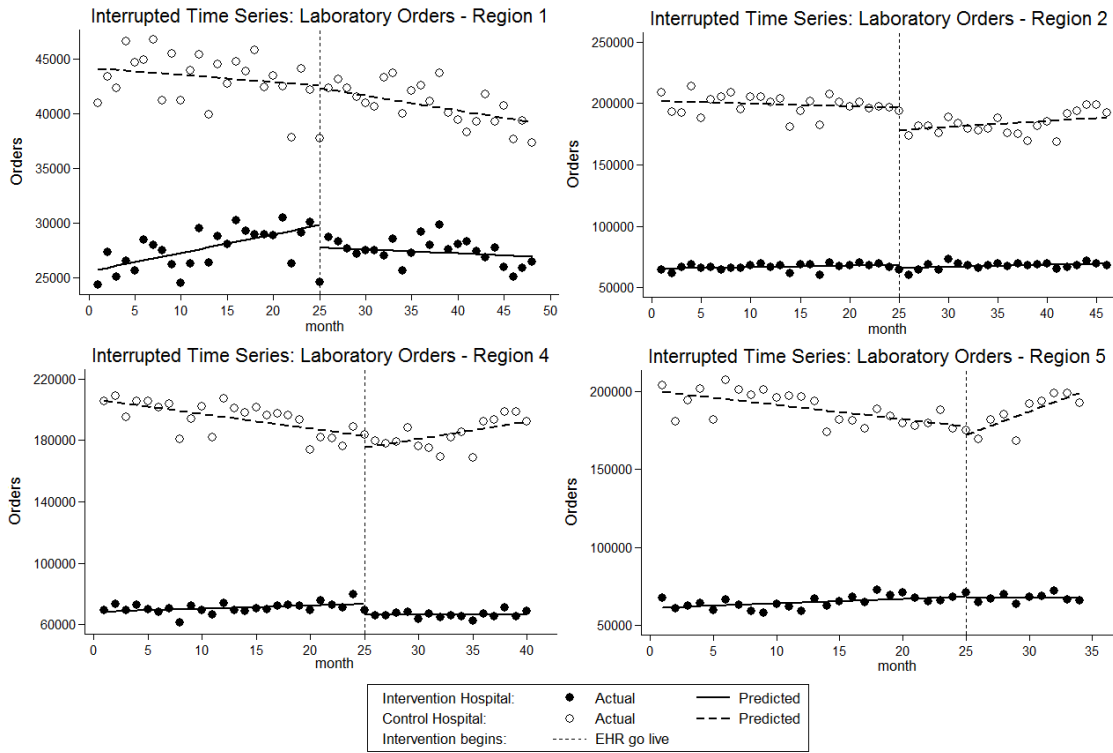 Interrupted Time Series: Laboratory Orders - Region 1
Orders
45000
40000
35000
30000
25000
0 5 10 15 20 25 30 35 40 45 50
month
Interrupted Time Series: Laboratory Orders - Region 2
Orders
250000
200000
150000
100000
50000
0 5 10 15 20 25 30 35 40 45
month
Interrupted Time Series: Laboratory Orders - Region 4
Orders
220000
180000
140000
100000
60000
0 5 10 15 20 25 30 35 40
month
Interrupted Time Series: Laboratory Orders - Region 5
Orders
200000
150000
100000
50000
0 5 10 15 20 25 30 35
month
Intervention Hospital: Actual Predicted
Control Hospital: Actual Predicted
Intervention begins: EHR go live